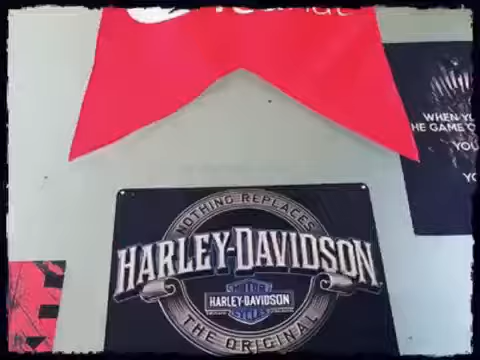 WHEN YO
HE GAME O
YOU
YO
NOTHING REPLACES
HARLEY-DAVIDSON
HARLEY-DAVIDSON
THE ORIGINAL